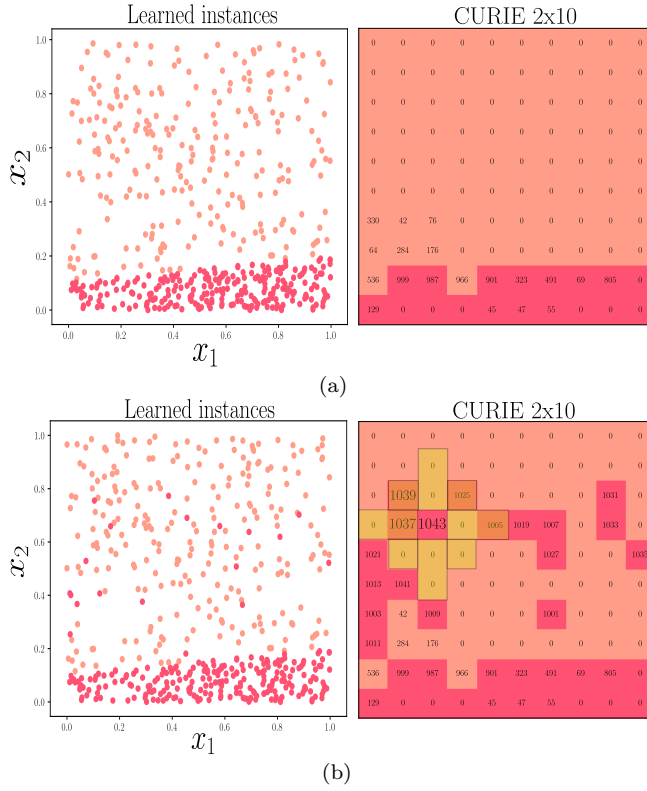 Learned instances CURIE 2x10
1.0 0 0 0 0 0 0 0 0 0 0
0 0 0 0 0 0 0 0 0 0
0.8 0 0 0 0 0 0 0 0 0 0
0 0 0 0 0 0 0 0 0 0
0.6 0 0 0 0 0 0 0 0 0 0
x2 0 0 0 0 0 0 0 0 0 0
0.4 330 42 76 0 0 0 0 0 0 0
0.2 64 284 176 0 0 0 0 0 0 0
536 999 987 966 901 323 491 69 805 0
0.0 129 0 0 0 45 47 55 0 0 0
0.0 0.2 0.4 0.6 0.8 1.0
x1
(a)
Learned instances CURIE 2x10
1.0 0 0 0 0 0 0 0 0 0 0
0 0 0 0 0 0 0 0 0 0
0.8 0 1039 0 1025 0 0 0 0 1031 0
0 1037 1043 0 1005 1019 1007 0 1033 0
0.6 1021 0 0 0 0 0 1027 0 0 1035
x2 1013 1041 0 0 0 0 0 0 0 0
0.4 1003 42 1009 0 0 0 1001 0 0 0
0.2 1011 284 176 0 0 0 0 0 0 0
536 999 987 966 901 323 491 69 805 0
0.0 129 0 0 0 45 47 55 0 0 0
0.0 0.2 0.4 0.6 0.8 1.0
x1
(b)